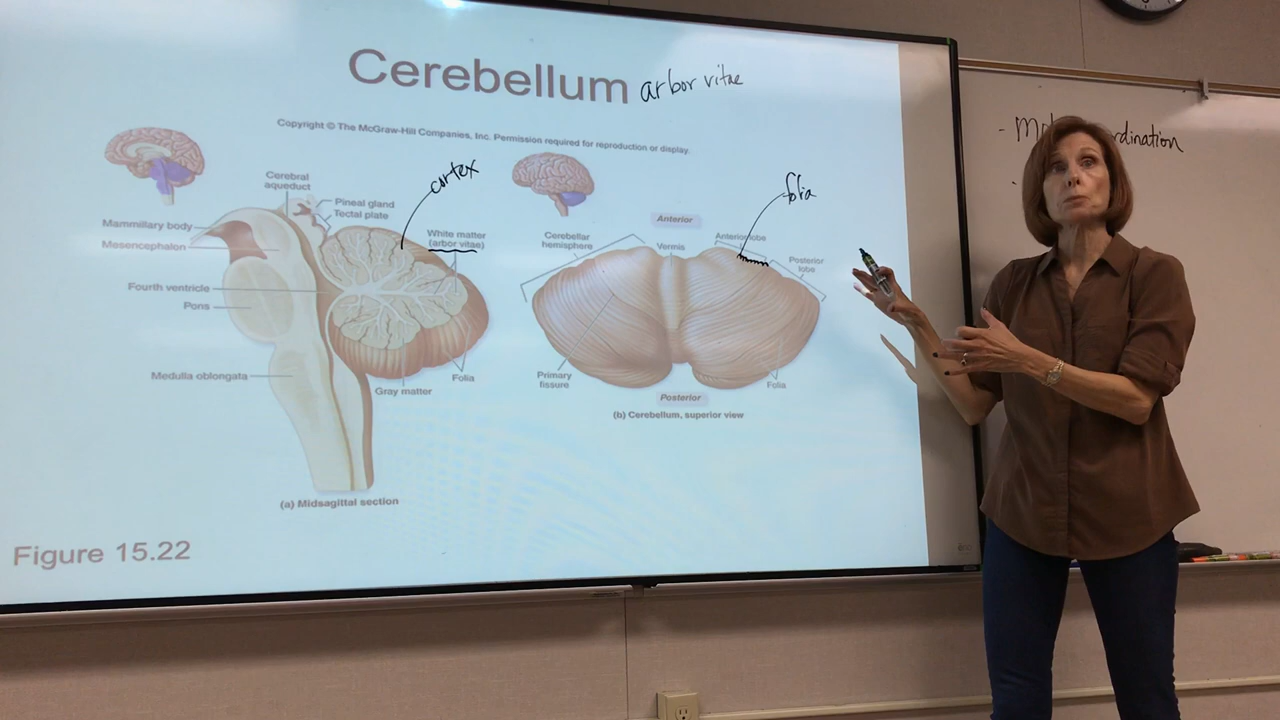 Cerebellum arbor vitae
Copyright © The McGraw-Hill Companies, Inc. Permission required for reproduction or display.
- M
rdination
cortex
folia
Cerebral
aqueduct
Pineal gland
Tectal plate
Mammillary body
Mesencephalon
White matter
(arbor vitae)
Fourth ventricle
Pons
Medulla oblongata
Gray matter
Folia
(a) Midsagittal section
Anterior
Cerebellar
hemisphere
Vermis
Anterior lobe
Posterior
lobe
Primary
fissure
Folia
Posterior
(b) Cerebellum, superior view
Figure 15.22